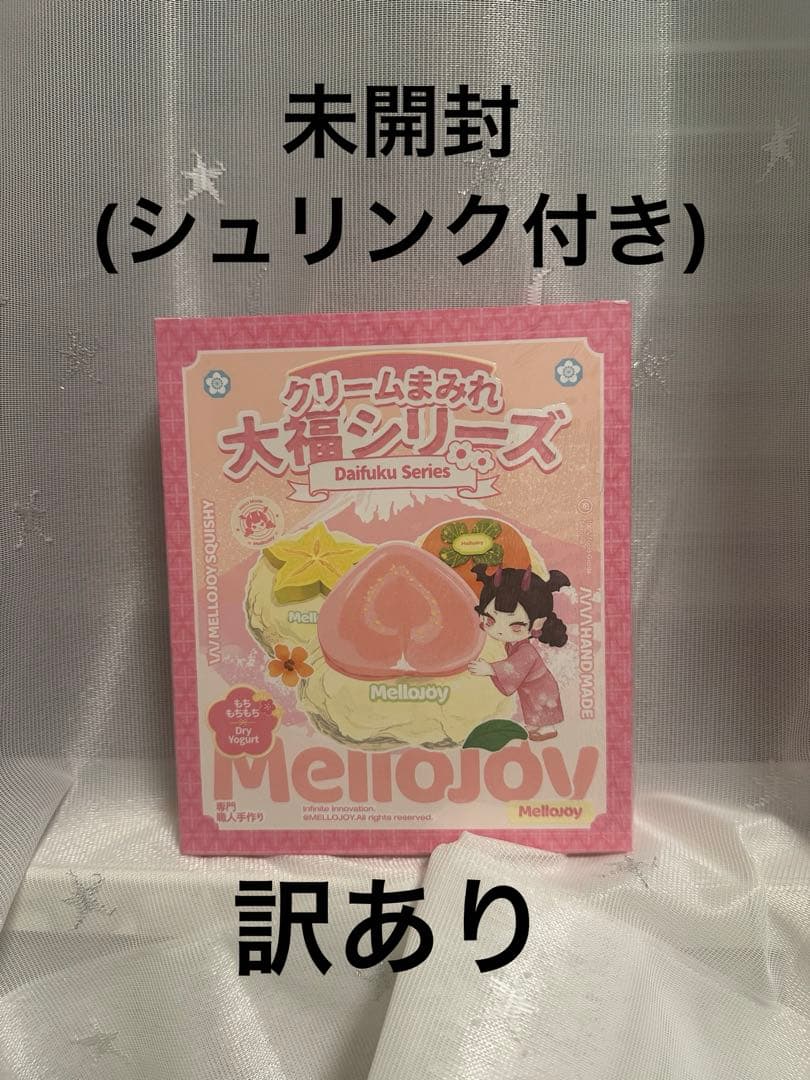 未開封
(シュリンク付き)
クリームまみれ
大福シリーズ
Daifuku Series
MELLOJOY SQUISHY
HAND MADE
Mellojoy
Mellojoy
もち
もちもち
Dry
Yogurt
Mellojoy
専門
職人手作り
Infinite innovation.
@MELLOJOY.All rights reserved.
Mellojoy
訳あり